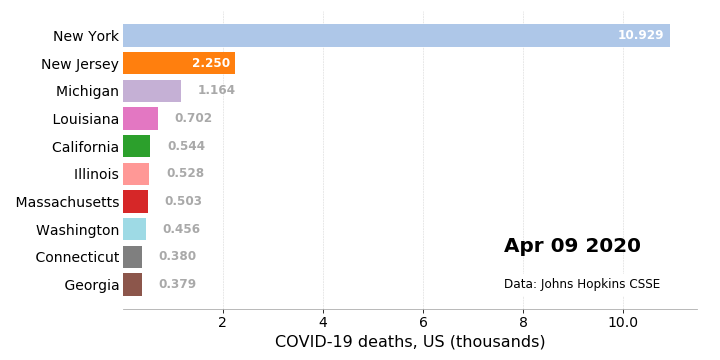 New York 10.929
New Jersey 2.250
Michigan 1.164
Louisiana 0.702
California 0.544
Illinois 0.528
Massachusetts 0.503
Washington 0.456
Connecticut 0.380
Georgia 0.379
Apr 09 2020
Data: Johns Hopkins CSSE
2 4 6 8 10.0
COVID-19 deaths, US (thousands)